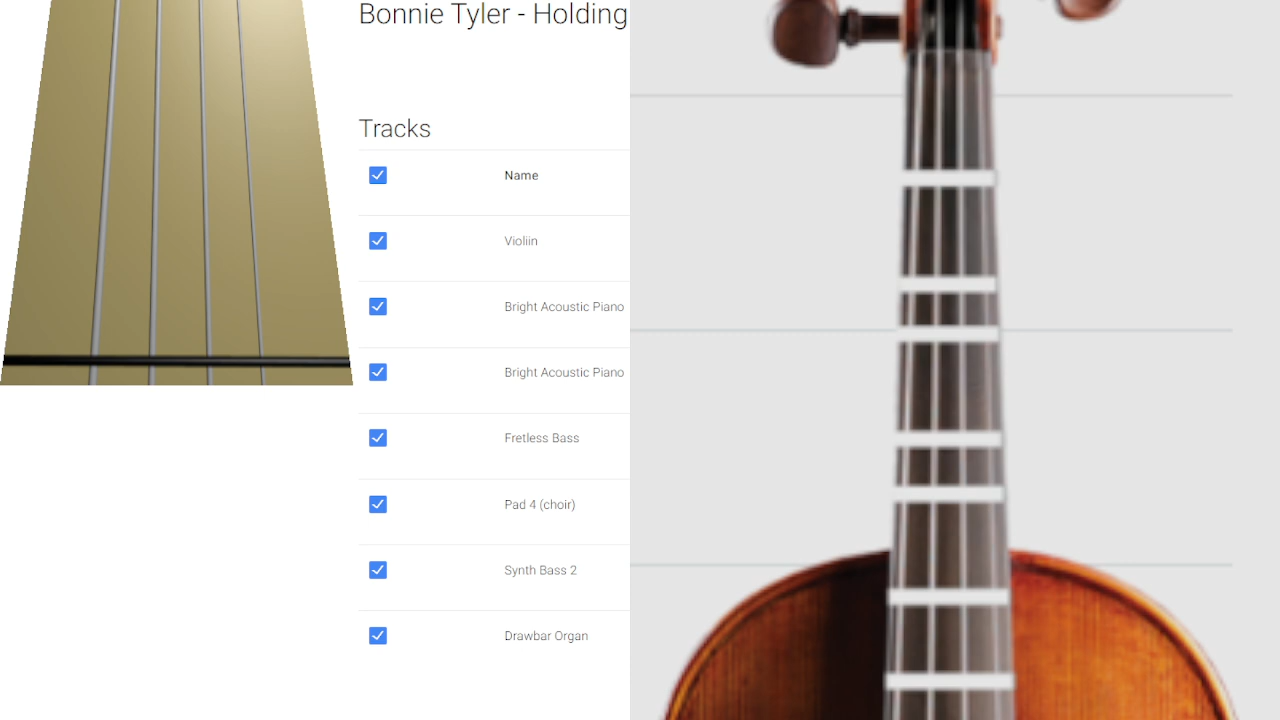 Bonnie Tyler - Holding
Tracks
Name
Violiin
Bright Acoustic Piano
Bright Acoustic Piano
Fretless Bass
Pad 4 (choir)
Synth Bass 2
Drawbar Organ